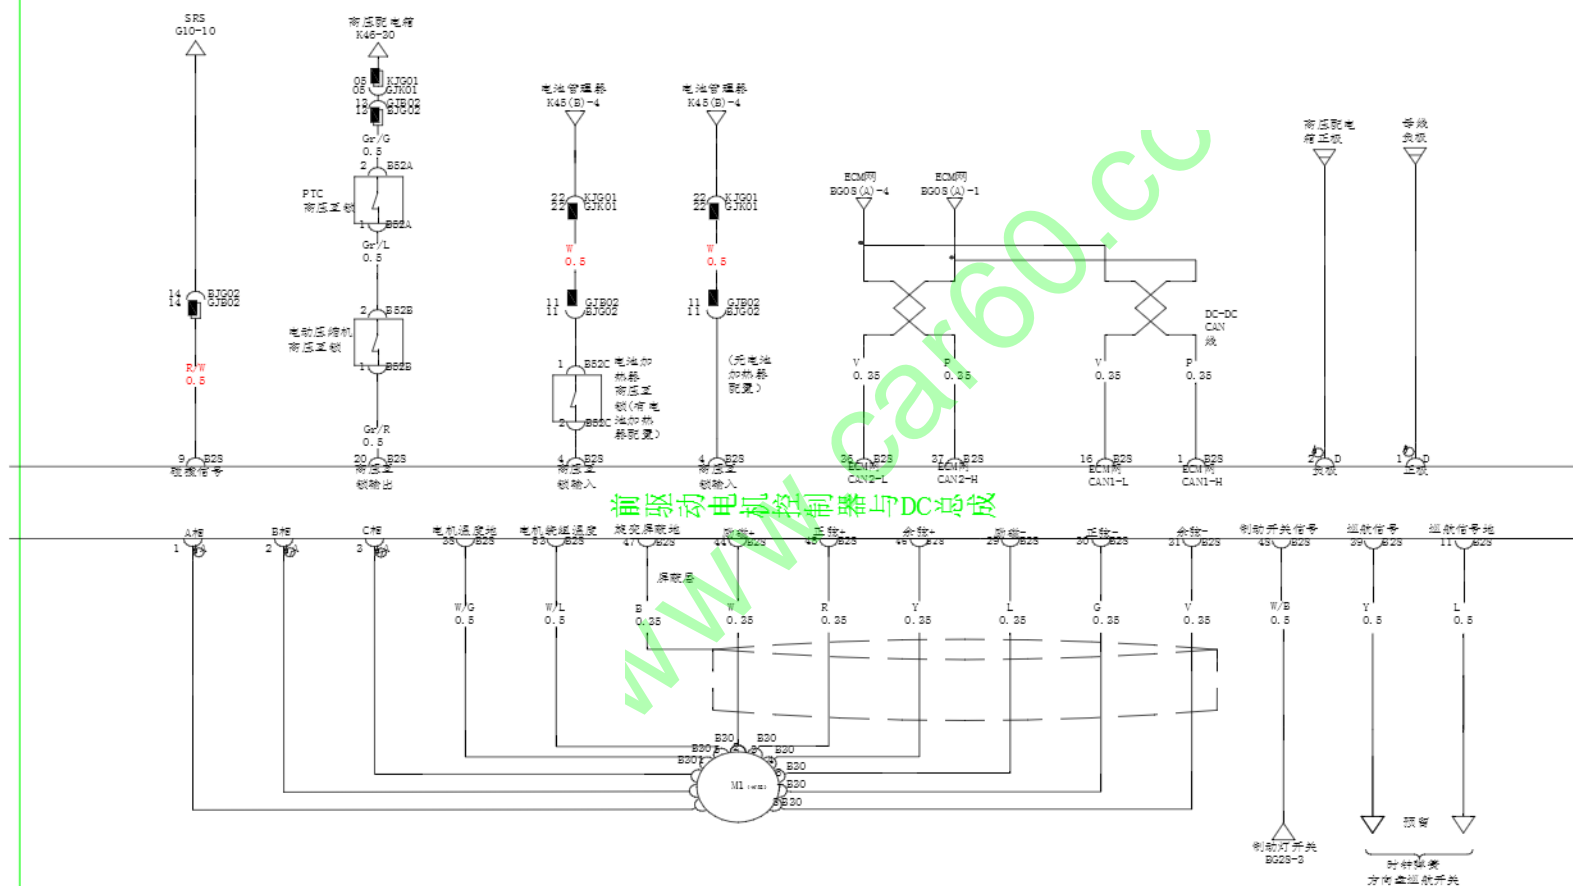 SRS
G10-10
高压配电箱
K46-30
05 KJG01
05 GJK01
13 GJB02
13 BJG02
Gr/G
0.5
2 B52A
PTC
高压互锁
1 B52A
Gr/L
0.5
2 B52B
电动压缩机
高压互锁
1 B52B
Gr/R
0.5
14 BJG02
14 GJB02
R/W
0.5
电池管理器
K45(B)-4
22 KJG01
22 GJK01
W
0.5
11 GJB02
11 BJG02
1 B52C
电池加
热器
高压互
锁(有电
池加热
器配置)
2 B52C
电池管理器
K45(B)-4
22 KJG01
22 GJK01
W
0.5
11 GJB02
11 BJG02
(无电池
加热器
配置)
ECM网
BG08(A)-4
ECM网
BG08(A)-1
DC-DC
CAN
线
V
0.35
P
0.35
V
0.35
P
0.35
高压配电
箱正极
母线
负极
9 B28
碰撞信号
20 B28
高压互
锁输出
4 B28
高压互
锁输入
4 B28
高压互
锁输入
36 B28
ECM网
CAN2-L
37 B28
ECM网
CAN2-H
16 B28
ECM网
CAN1-L
1 B28
ECM网
CAN1-H
2 D
负极
1 D
正极
前驱动电机控制器与DC总成
A相
1 A
B相
2 A
C相
3 A
电机温度地
38 B28
电机绕组温度
53 B28
旋变屏蔽地
47 B28
励磁+
44 B28
正弦+
45 B28
余弦+
46 B28
励磁-
29 B28
正弦-
30 B28
余弦-
31 B28
制动开关信号
48 B28
巡航信号
39 B28
巡航信号地
11 B28
屏蔽层
W/G
0.5
W/L
0.5
B
0.35
W
0.35
R
0.35
Y
0.35
L
0.35
G
0.35
V
0.35
W/B
0.5
Y
0.5
L
0.5
B30
B30
B30
B30
B30
B30
B30
M1
制动灯开关
BG28-3
预留
时钟弹簧
方向盘巡航开关
www.car60.co